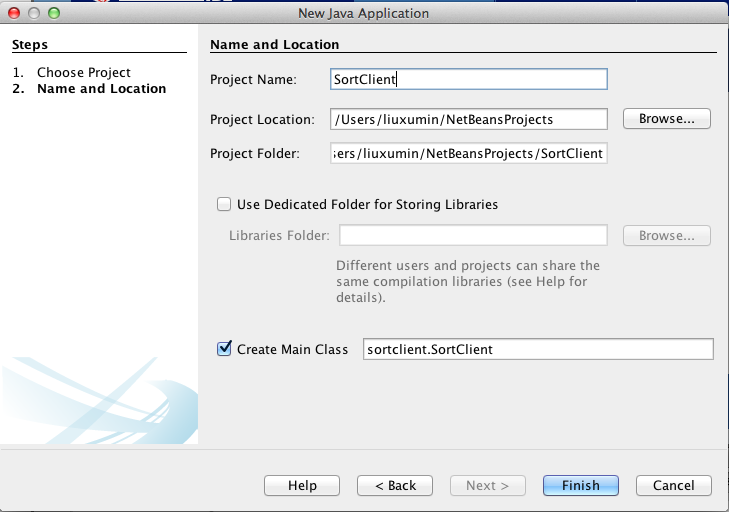 New Java Application
Steps
1. Choose Project
2. Name and Location
Name and Location
Project Name: SortClient
Project Location: /Users/liuxumin/NetBeansProjects Browse...
Project Folder: sers/liuxumin/NetBeansProjects/SortClient
Use Dedicated Folder for Storing Libraries
Libraries Folder: Browse...
Different users and projects can share the
same compilation libraries (see Help for
details).
Create Main Class sortclient.SortClient
Help < Back Next > Finish Cancel